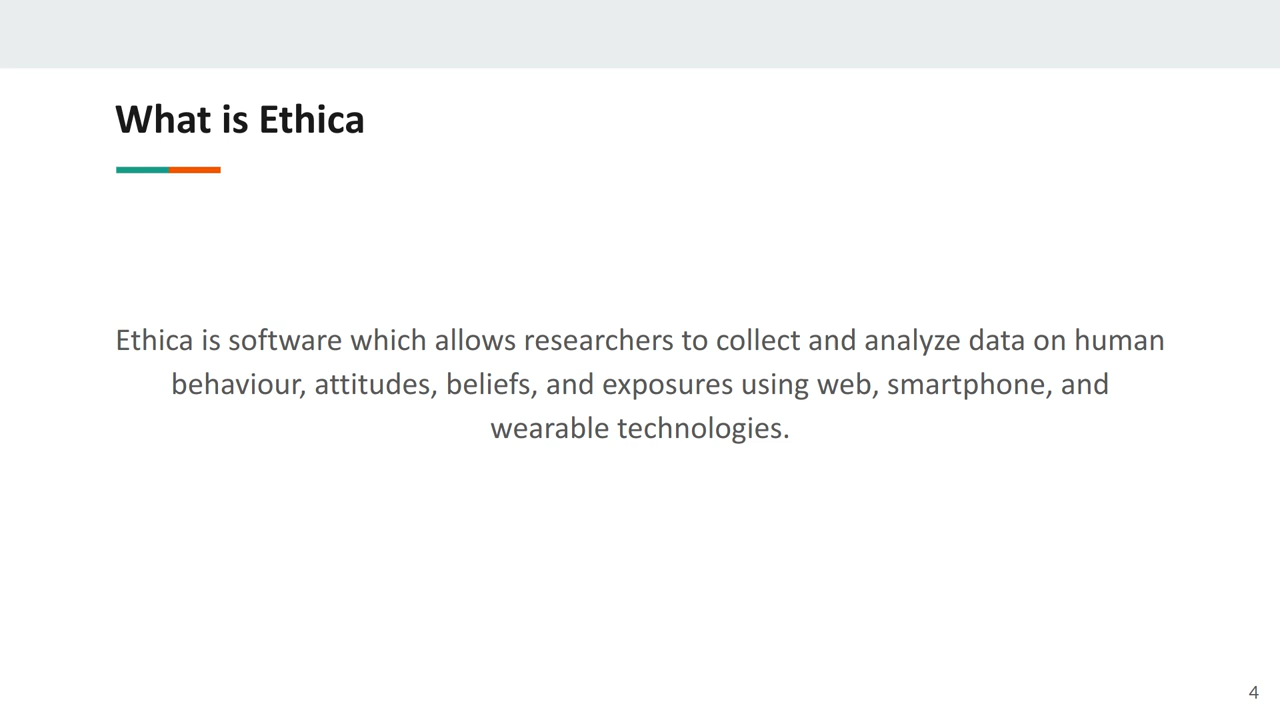 What is Ethica
Ethica is software which allows researchers to collect and analyze data on human
behaviour, attitudes, beliefs, and exposures using web, smartphone, and
wearable technologies.
4